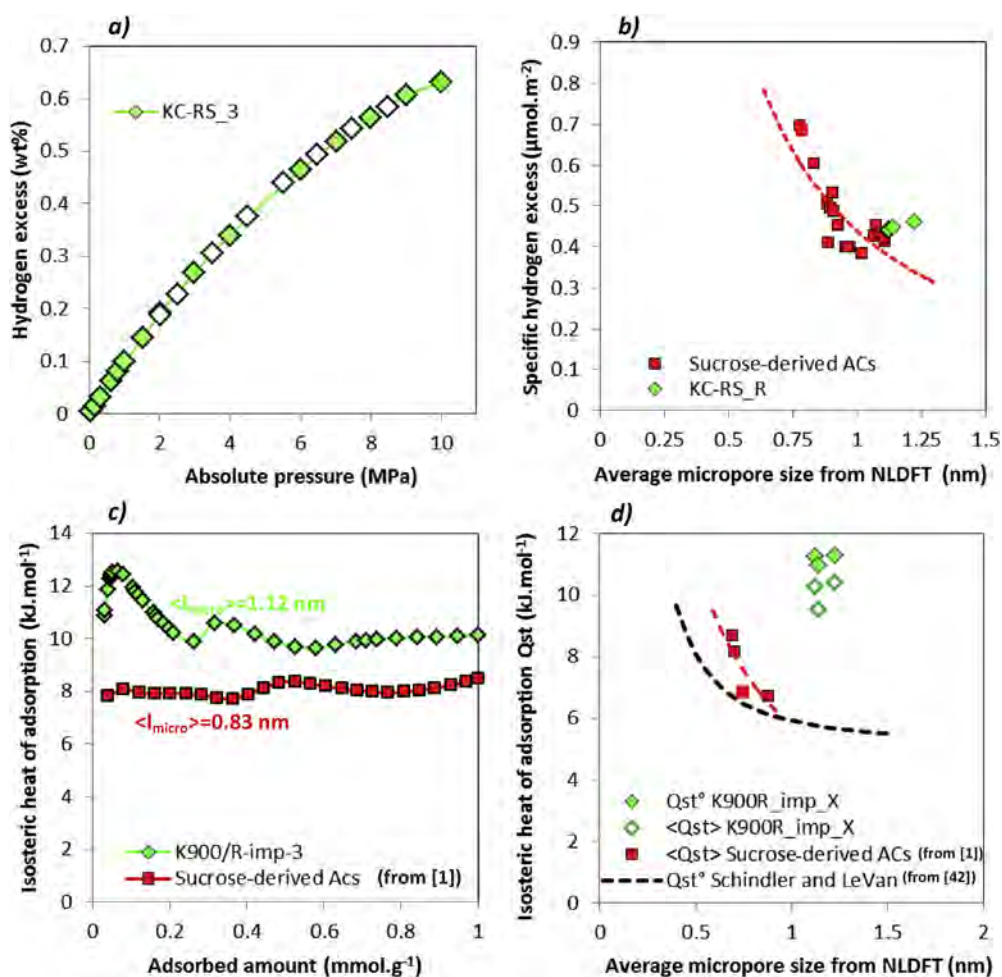 a)
Hydrogen excess (wt%)
0.7
0.6
0.5
0.4
0.3
0.2
0.1
0
KC-RS_3
0 2 4 6 8 10
Absolute pressure (MPa)
b)
Specific hydrogen excess (µmol.m-2)
0.9
0.8
0.7
0.6
0.5
0.4
0.3
0.2
0.1
0
Sucrose-derived ACs
KC-RS_R
0 0.25 0.5 0.75 1 1.25 1.5
Average micropore size from NLDFT (nm)
c)
Isosteric heat of adsorption (kJ.mol-1)
14
12
10
8
6
4
2
0
=1.12 nm
<lmicro>=0.83 nm
K900/R-imp-3
Sucrose-derived Acs (from [1])
0 0.2 0.4 0.6 0.8 1
Adsorbed amount (mmol.g-1)
d)
Isosteric heat of adsorption Qst (kJ.mol-1)
12
10
8
6
4
2
0
Qst° K900R_imp_X
<Qst> K900R_imp_X
<Qst> Sucrose-derived ACs (from [1])
Qst° Schindler and LeVan (from [42])
0 0.5 1 1.5 2
Average micropore size from NLDFT (nm)